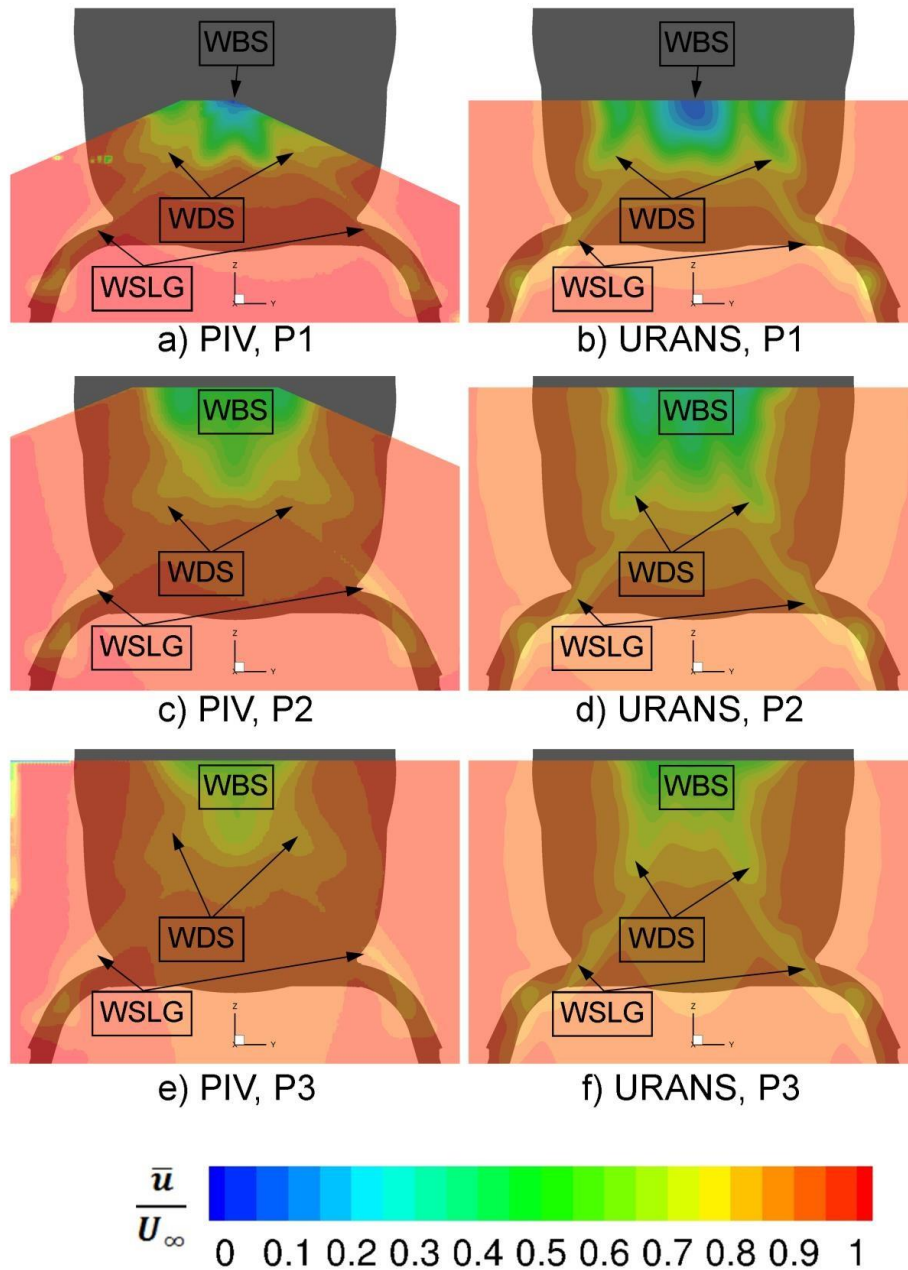 WBS
WBS
WDS
WDS
WSLG
WSLG
Z
Z
X
Y
X
Y
a) PIV, P1
b) URANS, P1
WBS
WBS
WDS
WDS
WSLG
WSLG
Z
Z
X
Y
X
Y
c) PIV, P2
d) URANS, P2
WBS
WBS
WDS
WDS
WSLG
WSLG
Z
Z
X
Y
X
Y
e) PIV, P3
f) URANS, P3
u̅
U∞
0 0.1 0.2 0.3 0.4 0.5 0.6 0.7 0.8 0.9 1